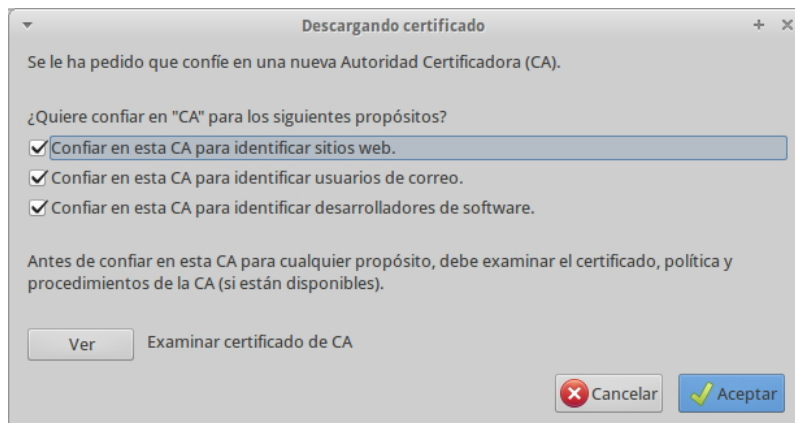 Descargando certificado
Se le ha pedido que confíe en una nueva Autoridad Certificadora (CA).
¿Quiere confiar en "CA" para los siguientes propósitos?
Confiar en esta CA para identificar sitios web.
Confiar en esta CA para identificar usuarios de correo.
Confiar en esta CA para identificar desarrolladores de software.
Antes de confiar en esta CA para cualquier propósito, debe examinar el certificado, política y
procedimientos de la CA (si están disponibles).
Ver Examinar certificado de CA
Cancelar Aceptar